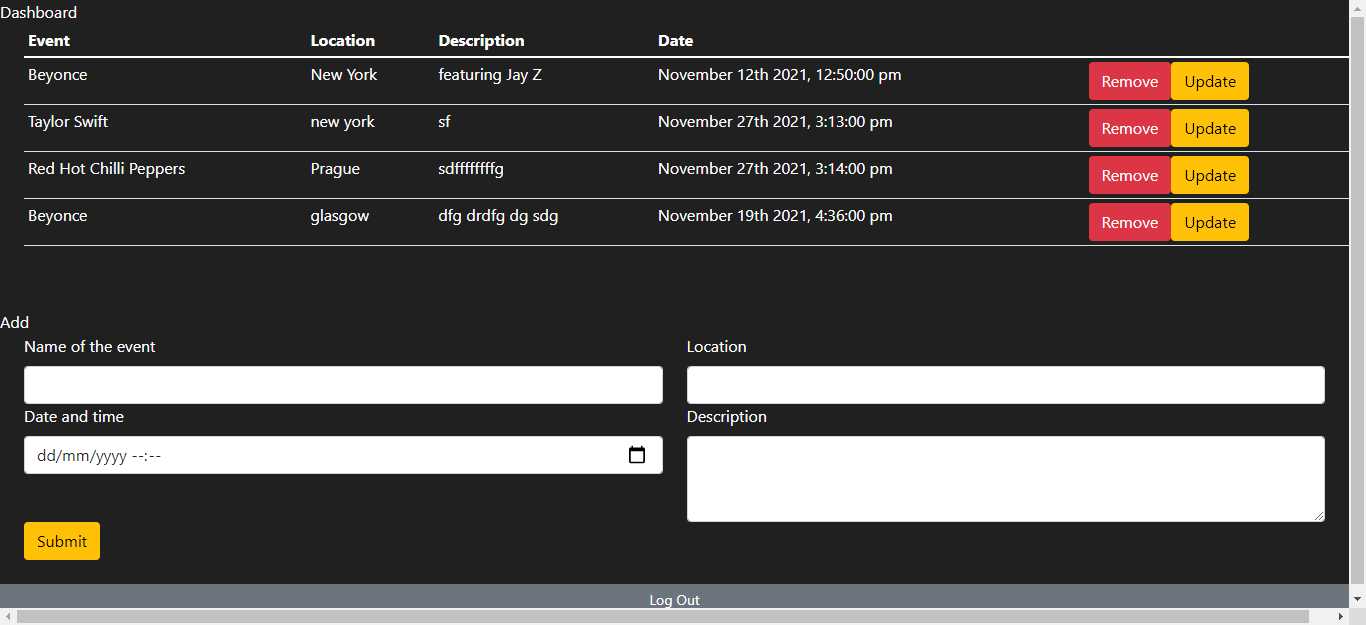 Dashboard
Event Location Description Date
Beyonce New York featuring Jay Z November 12th 2021, 12:50:00 pm Remove Update
Taylor Swift new york sf November 27th 2021, 3:13:00 pm Remove Update
Red Hot Chilli Peppers Prague sdffffffffg November 27th 2021, 3:14:00 pm Remove Update
Beyonce glasgow dfg drdfg dg sdg November 19th 2021, 4:36:00 pm Remove Update
Add
Name of the event Location
Date and time Description
dd/mm/yyyy --:--
Submit
Log Out